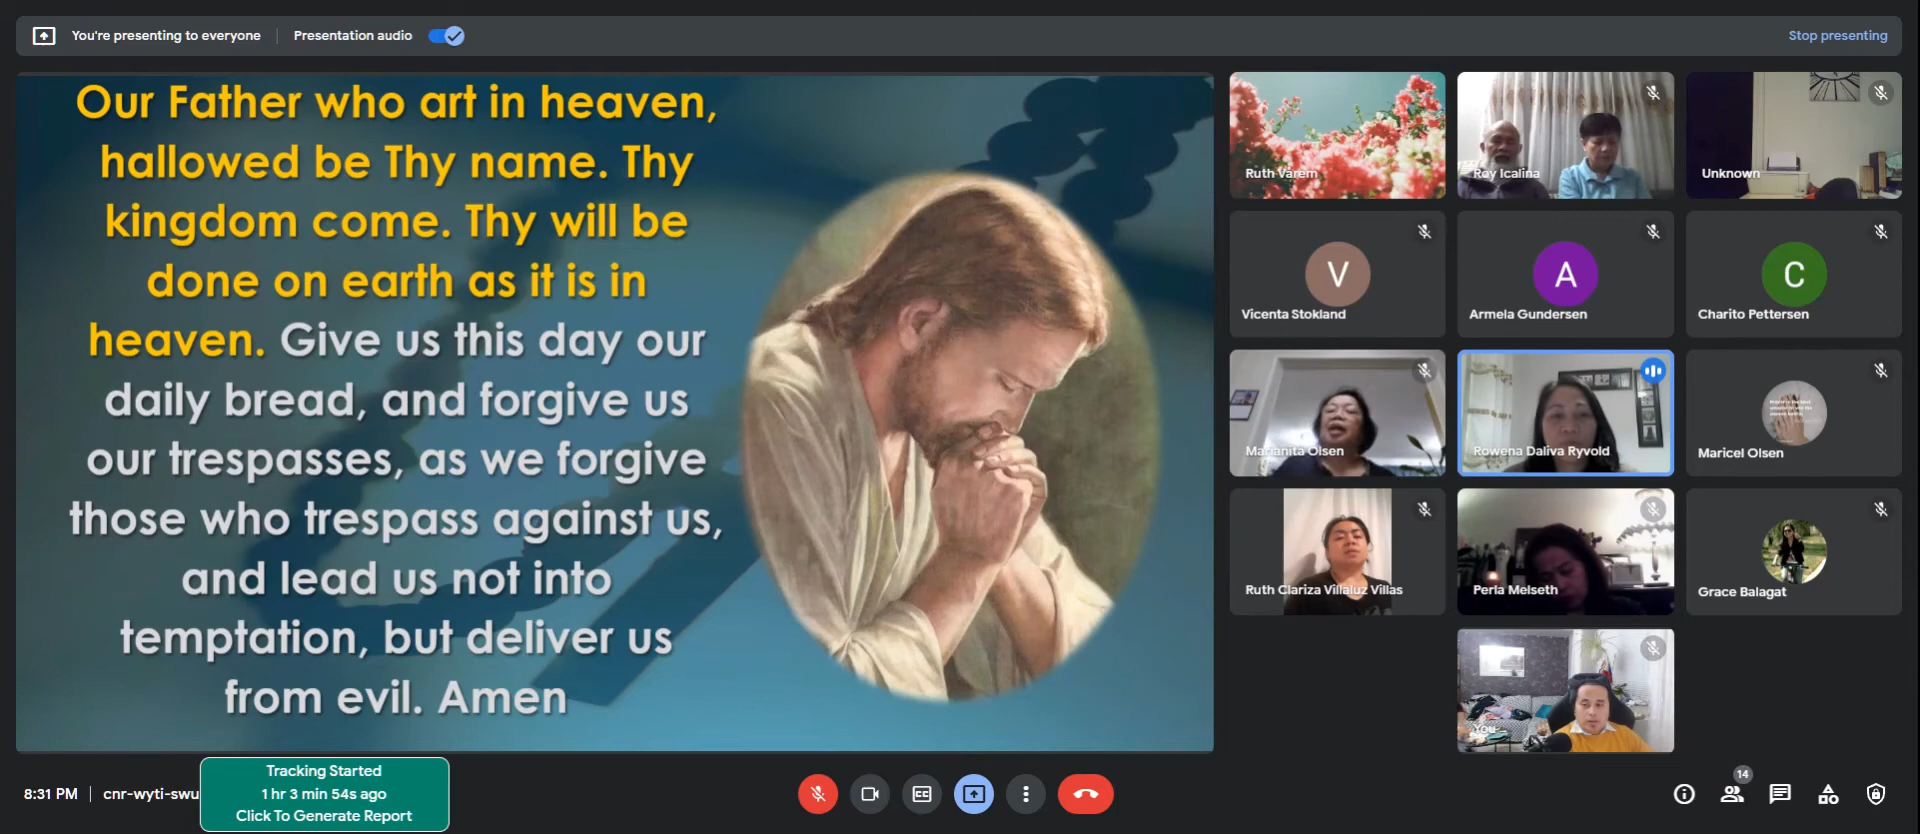 You're presenting to everyone
Presentation audio
Stop presenting
Our Father who art in heaven,
hallowed be Thy name. Thy
kingdom come. Thy will be
done on earth as it is in
heaven. Give us this day our
daily bread, and forgive us
our trespasses, as we forgive
those who trespass against us,
and lead us not into
temptation, but deliver us
from evil. Amen
Ruth Varem
Roy Icalina
Unknown
V
Vicenta Stokland
A
Armela Gundersen
C
Charito Pettersen
Marianita Olsen
Rowena Daliva Ryvold
Maricel Olsen
Ruth Clariza Villaluz Villas
Perla Melseth
Grace Balagat
You
8:31 PM
cnr-wyti-swu
Tracking Started
1 hr 3 min 54s ago
Click To Generate Report
CC
14